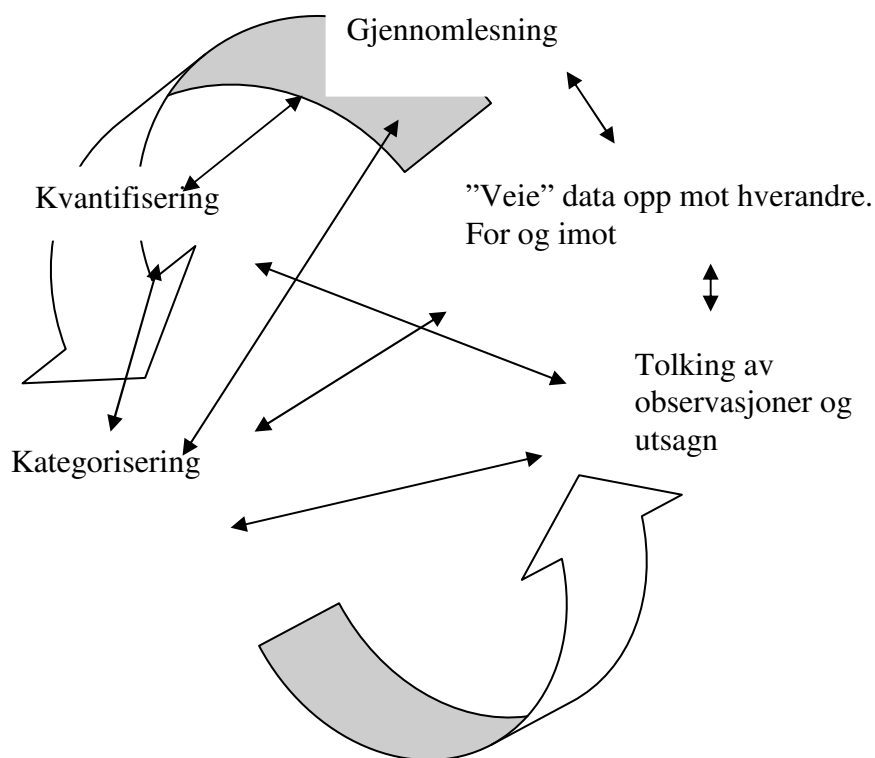 Gjennomlesning
Kvantifisering
”Veie” data opp mot hverandre.
For og imot
Tolking av
observasjoner og
utsagn
Kategorisering